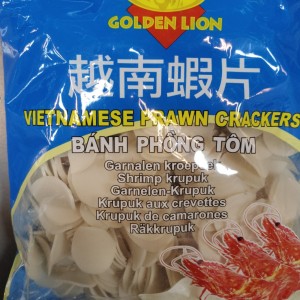 GOLDEN LION
越南蝦片
VIETNAMESE PRAWN CRACKERS
BÁNH PHỒNG TÔM
Garnalen kroepoek
Shrimp krupuk
Garnelen-Krupuk
Krupuk aux crevettes
Krupuk de camarones
Räkkrupuk